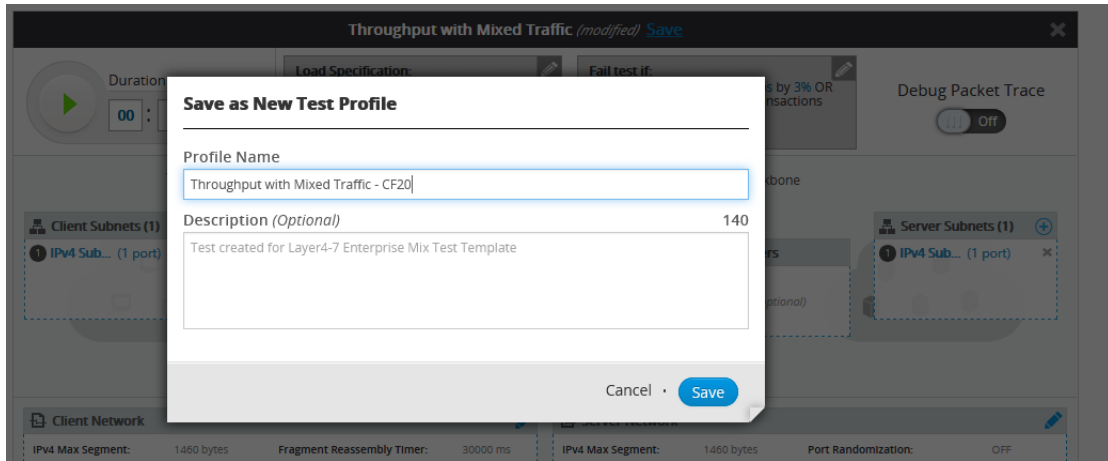 Throughput with Mixed Traffic (modified) Save
Duration
Load Specification:
Fail test if:
by 3% OR
nsactions
Debug Packet Trace
00 :
Off
Save as New Test Profile
Profile Name
Throughput with Mixed Traffic - CF20
Description (Optional) 140
Test created for Layer4-7 Enterprise Mix Test Template
Cancel · Save
kbone
Client Subnets (1)
1 IPv4 Sub... (1 port)
rs
ptional)
Server Subnets (1)
1 IPv4 Sub... (1 port)
Client Network
Server Network
IPv4 Max Segment: 1460 bytes Fragment Reassembly Timer: 30000 ms
IPv4 Max Segment: 1460 bytes Port Randomization: OFF